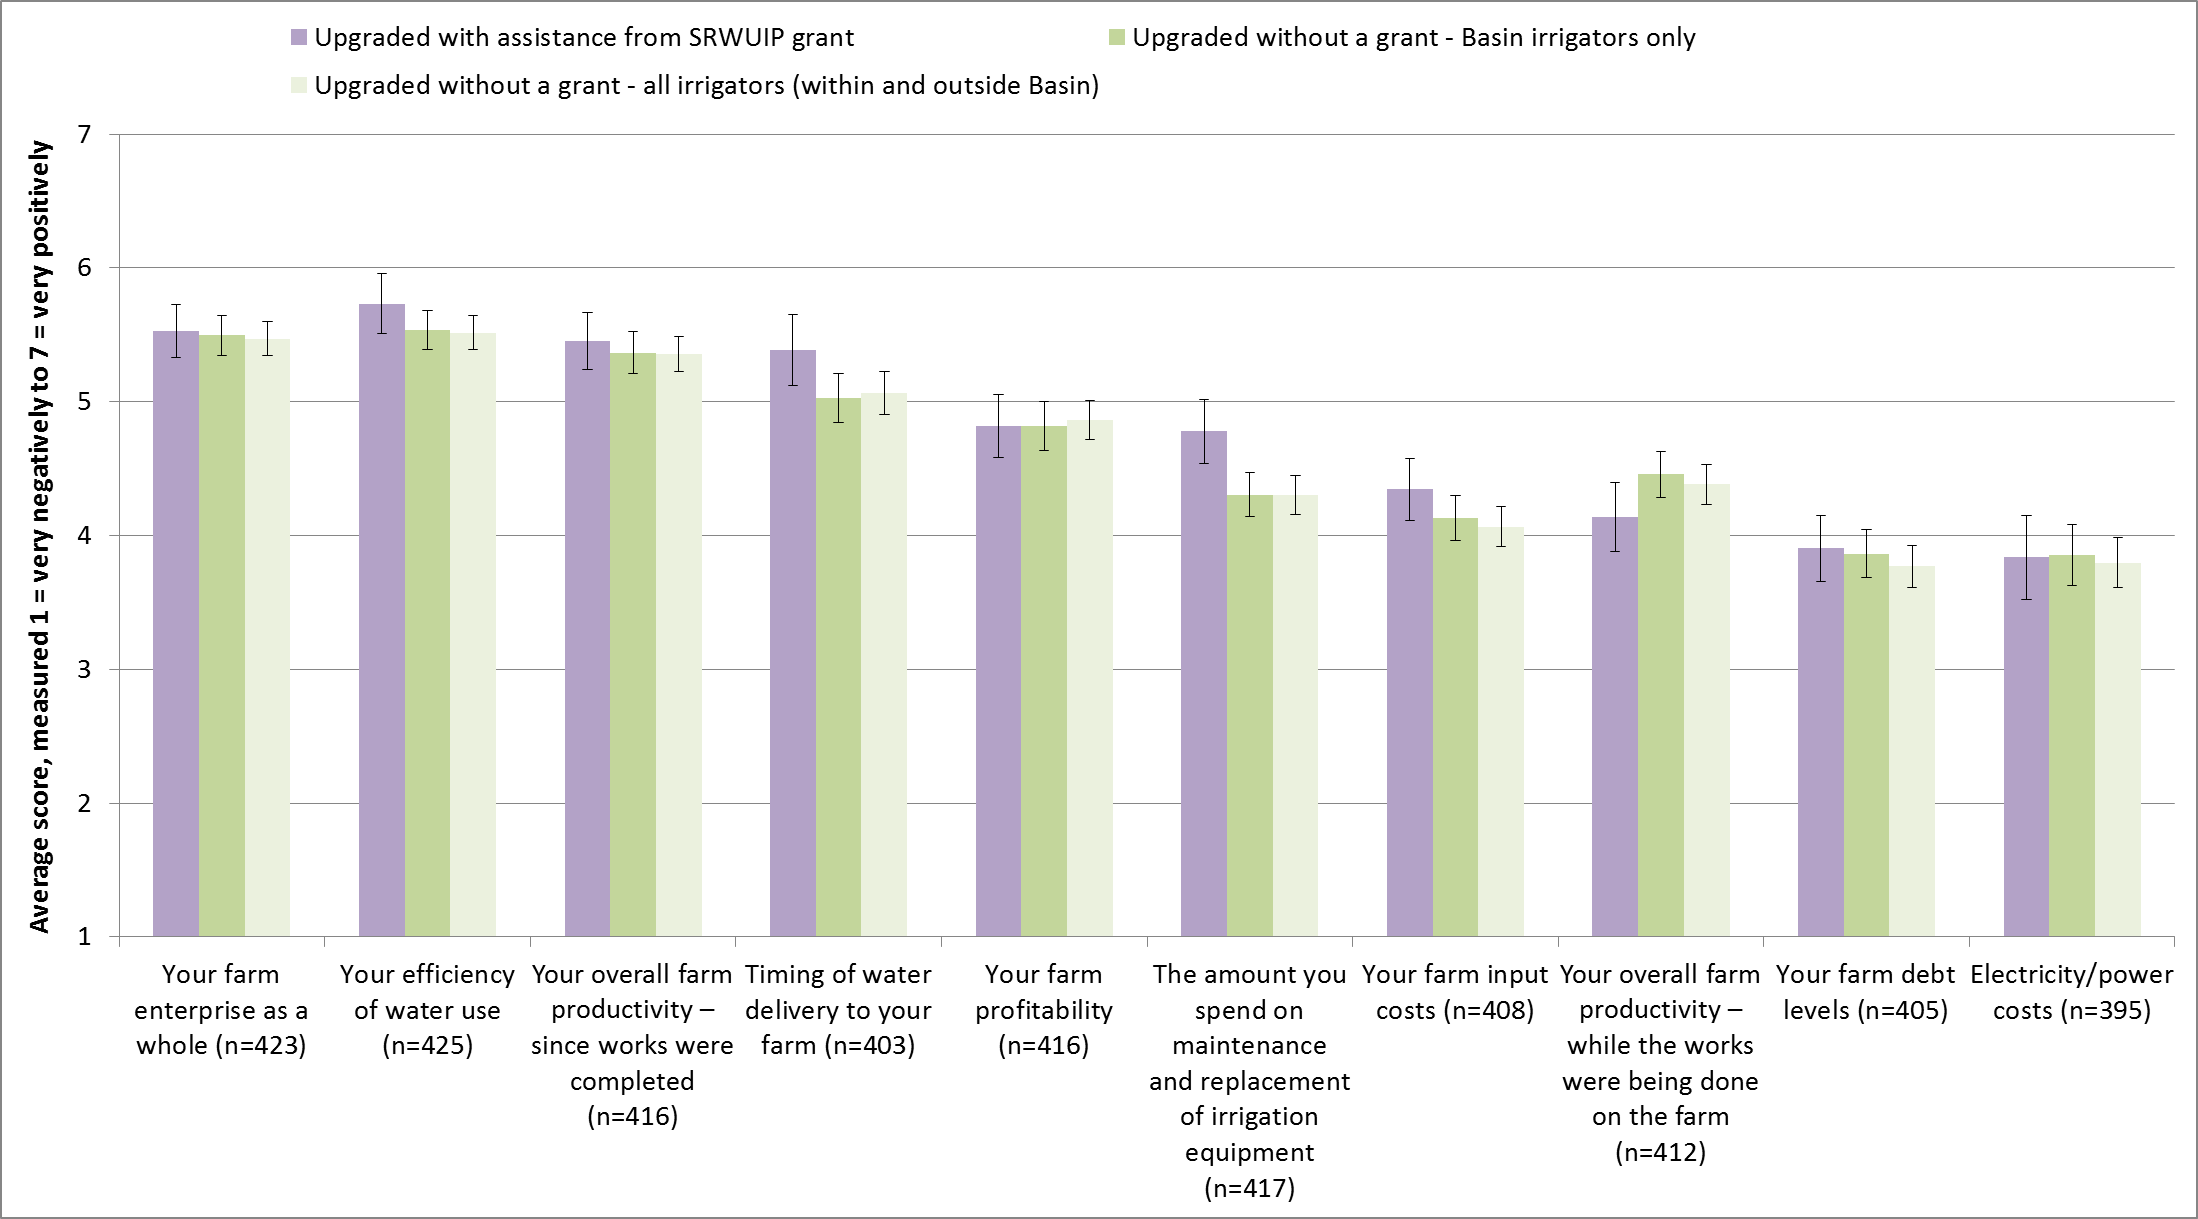 Upgraded with assistance from SRWUIP grant
Upgraded without a grant - Basin irrigators only
Upgraded without a grant - all irrigators (within and outside Basin)
Average score, measured 1 = very negatively to 7 = very positively
7
6
5
4
3
2
1
Your farm
enterprise as a
whole (n=423)
Your efficiency
of water use
(n=425)
Your overall farm
productivity –
since works were
completed
(n=416)
Timing of water
delivery to your
farm (n=403)
Your farm
profitability
(n=416)
The amount you
spend on
maintenance
and replacement
of irrigation
equipment
(n=417)
Your farm input
costs (n=408)
Your overall farm
productivity –
while the works
were being done
on the farm
(n=412)
Your farm debt
levels (n=405)
Electricity/power
costs (n=395)